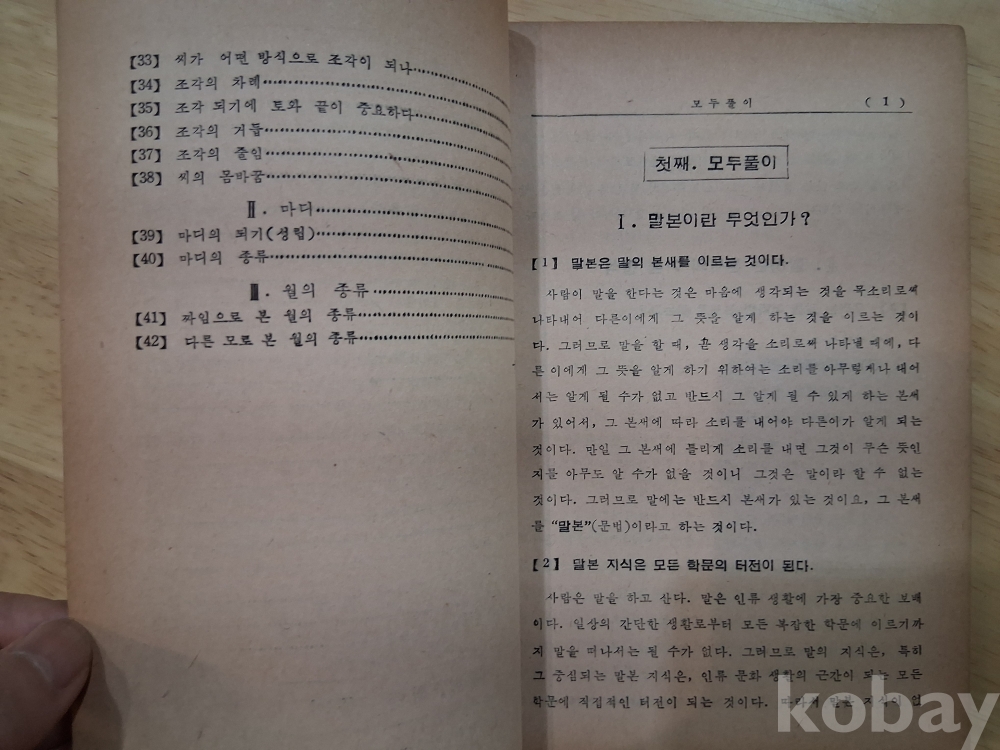 【33】 씨가 어떤 방식으로 조각이 되나
【34】 조각의 차례
【35】 조각 되기에 토와 끝이 중요하다
【36】 조각의 거듭
【37】 조각의 줄임
【38】 씨의 몸바꿈
Ⅱ. 마디
【39】 마디의 되기(성립)
【40】 마디의 종류
Ⅲ. 월의 종류
【41】 짜임으로 본 월의 종류
【42】 다른 모로 본 월의 종류
모두풀이 ( 1 )
첫째. 모두풀이
Ⅰ. 말본이란 무엇인가?
【1】 말본은 말의 본새를 이르는 것이다.
사람이 말을 한다는 것은 마음에 생각되는 것을 목소리로써
나타내어 다른이에게 그 뜻을 알게 하는 것을 이르는 것이
다. 그러므로 말을 할 때, 곧 생각을 소리로써 나타낼 때에, 다
른 이에게 그 뜻을 알게 하기 위하여는 소리를 아무렇게나 내어
서는 알게 될 수가 없고 반드시 그 알게 될 수 있게 하는 본새
가 있어서, 그 본새에 따라 소리를 내어야 다른이가 알게 되는
것이다. 만일 그 본새에 틀리게 소리를 내면 그것이 무슨 뜻인
지를 아무도 알 수가 없을 것이니 그것은 말이라 할 수 없는
것이다. 그러므로 말에는 반드시 본새가 있는 것이요, 그 본새
를 “말본”(문법)이라고 하는 것이다.
【2】 말본 지식은 모든 학문의 터전이 된다.
사람은 말을 하고 산다. 말은 인류 생활에 가장 중요한 보배
이다. 일상의 간단한 생활로부터 모든 복잡한 학문에 이르기까
지 말을 떠나서는 될 수가 없다. 그러므로 말의 지식은, 특히
그 중심되는 말본 지식은, 인류 문화 생활의 근간이 되는 모든
학문에 직접적인 터전이 되는 것이다. 따라서 말본 지식이 없
kobay